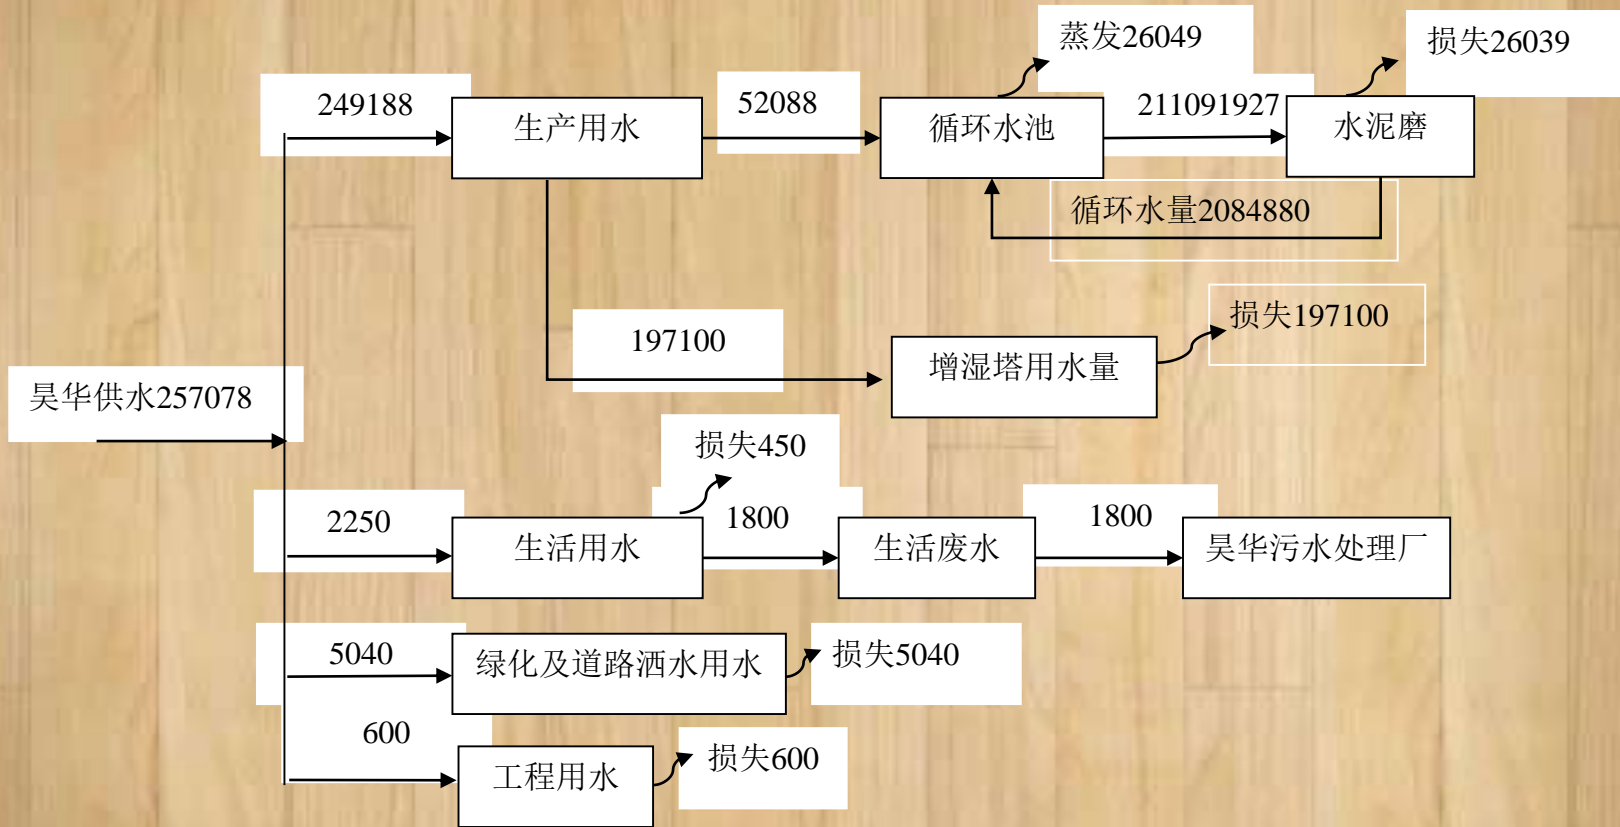 蒸发26049
损失26039
249188
52088
211091927
生产用水
循环水池
水泥磨
循环水量2084880
损失197100
197100
增湿塔用水量
昊华供水257078
损失450
2250
1800
1800
生活用水
生活废水
昊华污水处理厂
5040
绿化及道路洒水用水
损失5040
600
工程用水
损失600